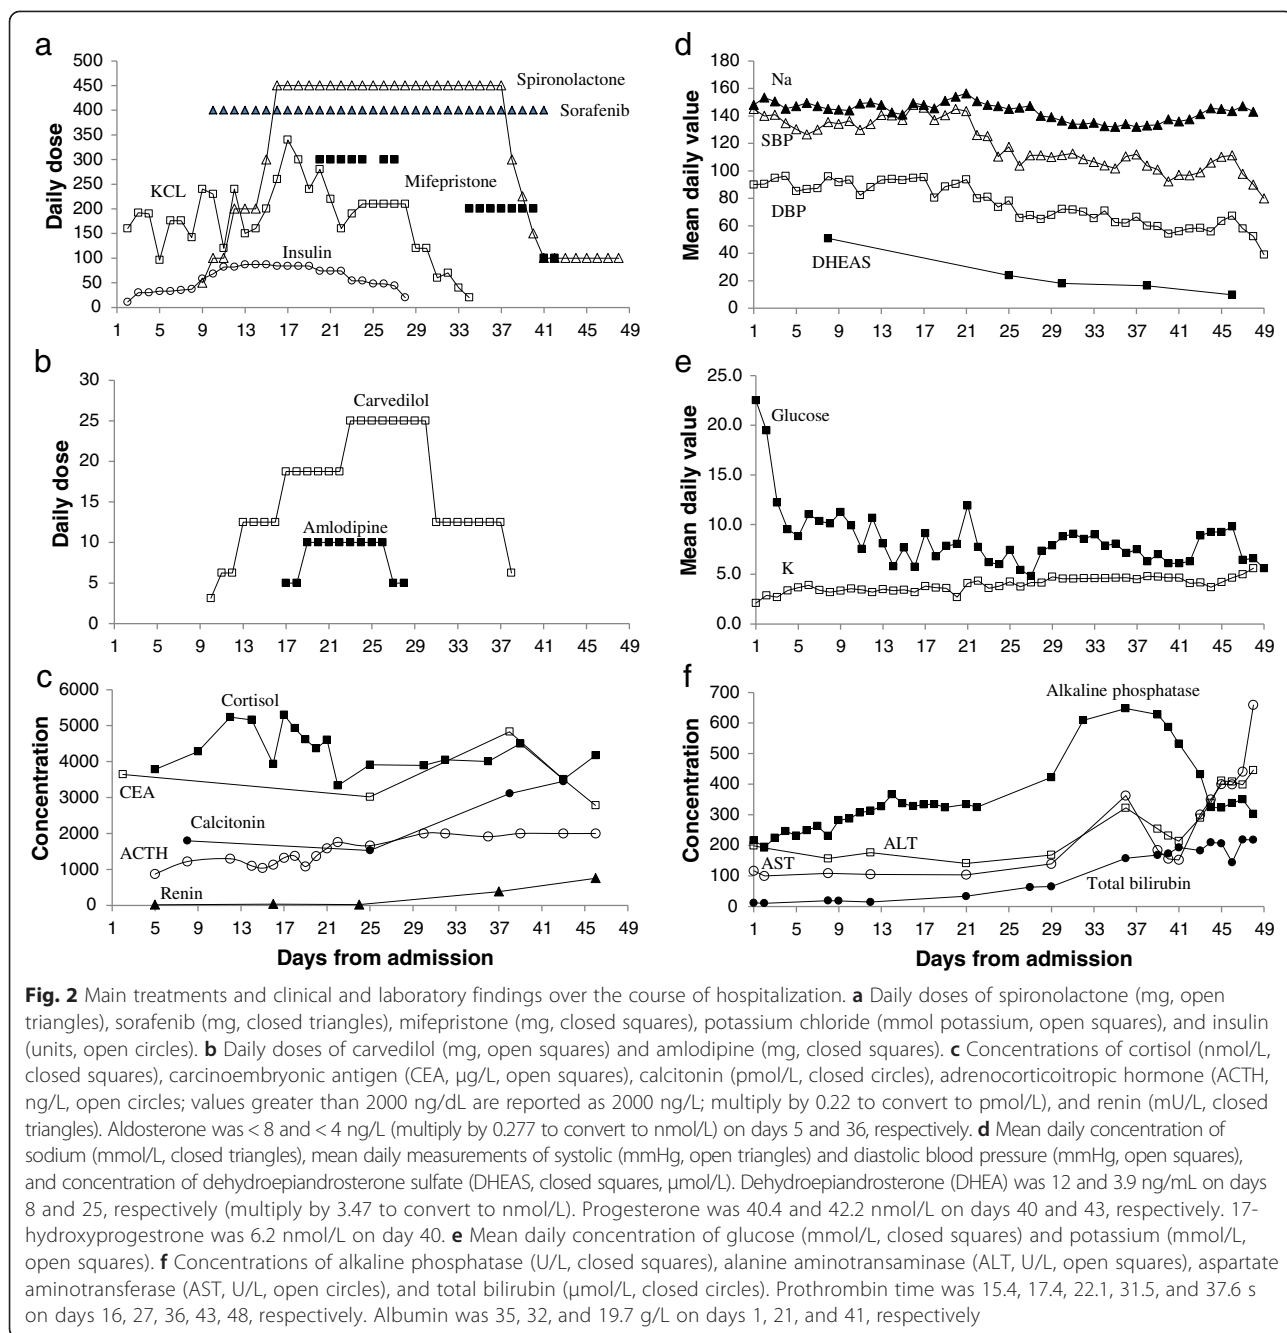 a
500
450
400
350
300
250
200
150
100
50
0
Daily dose
Spironolactone
Sorafenib
KCL
Mifepristone
Insulin
1 5 9 13 17 21 25 29 33 37 41 45 49
b
30
25
20
15
10
5
0
Daily dose
Carvedilol
Amlodipine
1 5 9 13 17 21 25 29 33 37 41 45 49
c
6000
5000
4000
3000
2000
1000
0
Concentration
Cortisol
CEA
Calcitonin
ACTH
Renin
1 5 9 13 17 21 25 29 33 37 41 45 49
Days from admission
d
180
160
140
120
100
80
60
40
20
0
Mean daily value
Na
SBP
DBP
DHEAS
1 5 9 13 17 21 25 29 33 37 41 45 49
e
25.0
20.0
15.0
10.0
5.0
0.0
Mean daily value
Glucose
K
1 5 9 13 17 21 25 29 33 37 41 45 49
f
700
600
500
400
300
200
100
0
Concentration
Alkaline phosphatase
ALT
AST
Total bilirubin
1 5 9 13 17 21 25 29 33 37 41 45 49
Days from admission
Fig. 2 Main treatments and clinical and laboratory findings over the course of hospitalization. a Daily doses of spironolactone (mg, open
triangles), sorafenib (mg, closed triangles), mifepristone (mg, closed squares), potassium chloride (mmol potassium, open squares), and insulin
(units, open circles). b Daily doses of carvedilol (mg, open squares) and amlodipine (mg, closed squares). c Concentrations of cortisol (nmol/L,
closed squares), carcinoembryonic antigen (CEA, μg/L, open squares), calcitonin (pmol/L, closed circles), adrenocorticoitropic hormone (ACTH,
ng/L, open circles; values greater than 2000 ng/dL are reported as 2000 ng/L; multiply by 0.22 to convert to pmol/L), and renin (mU/L, closed
triangles). Aldosterone was < 8 and < 4 ng/L (multiply by 0.277 to convert to nmol/L) on days 5 and 36, respectively. d Mean daily concentration of
sodium (mmol/L, closed triangles), mean daily measurements of systolic (mmHg, open triangles) and diastolic blood pressure (mmHg, open squares),
and concentration of dehydroepiandrosterone sulfate (DHEAS, closed squares, μmol/L). Dehydroepiandrosterone (DHEA) was 12 and 3.9 ng/mL on days
8 and 25, respectively (multiply by 3.47 to convert to nmol/L). Progesterone was 40.4 and 42.2 nmol/L on days 40 and 43, respectively. 17-
hydroxyprogestrone was 6.2 nmol/L on day 40. e Mean daily concentration of glucose (mmol/L, closed squares) and potassium (mmol/L,
open squares). f Concentrations of alkaline phosphatase (U/L, closed squares), alanine aminotransaminase (ALT, U/L, open squares), aspartate
aminotransferase (AST, U/L, open circles), and total bilirubin (μmol/L, closed circles). Prothrombin time was 15.4, 17.4, 22.1, 31.5, and 37.6 s
on days 16, 27, 36, 43, 48, respectively. Albumin was 35, 32, and 19.7 g/L on days 1, 21, and 41, respectively